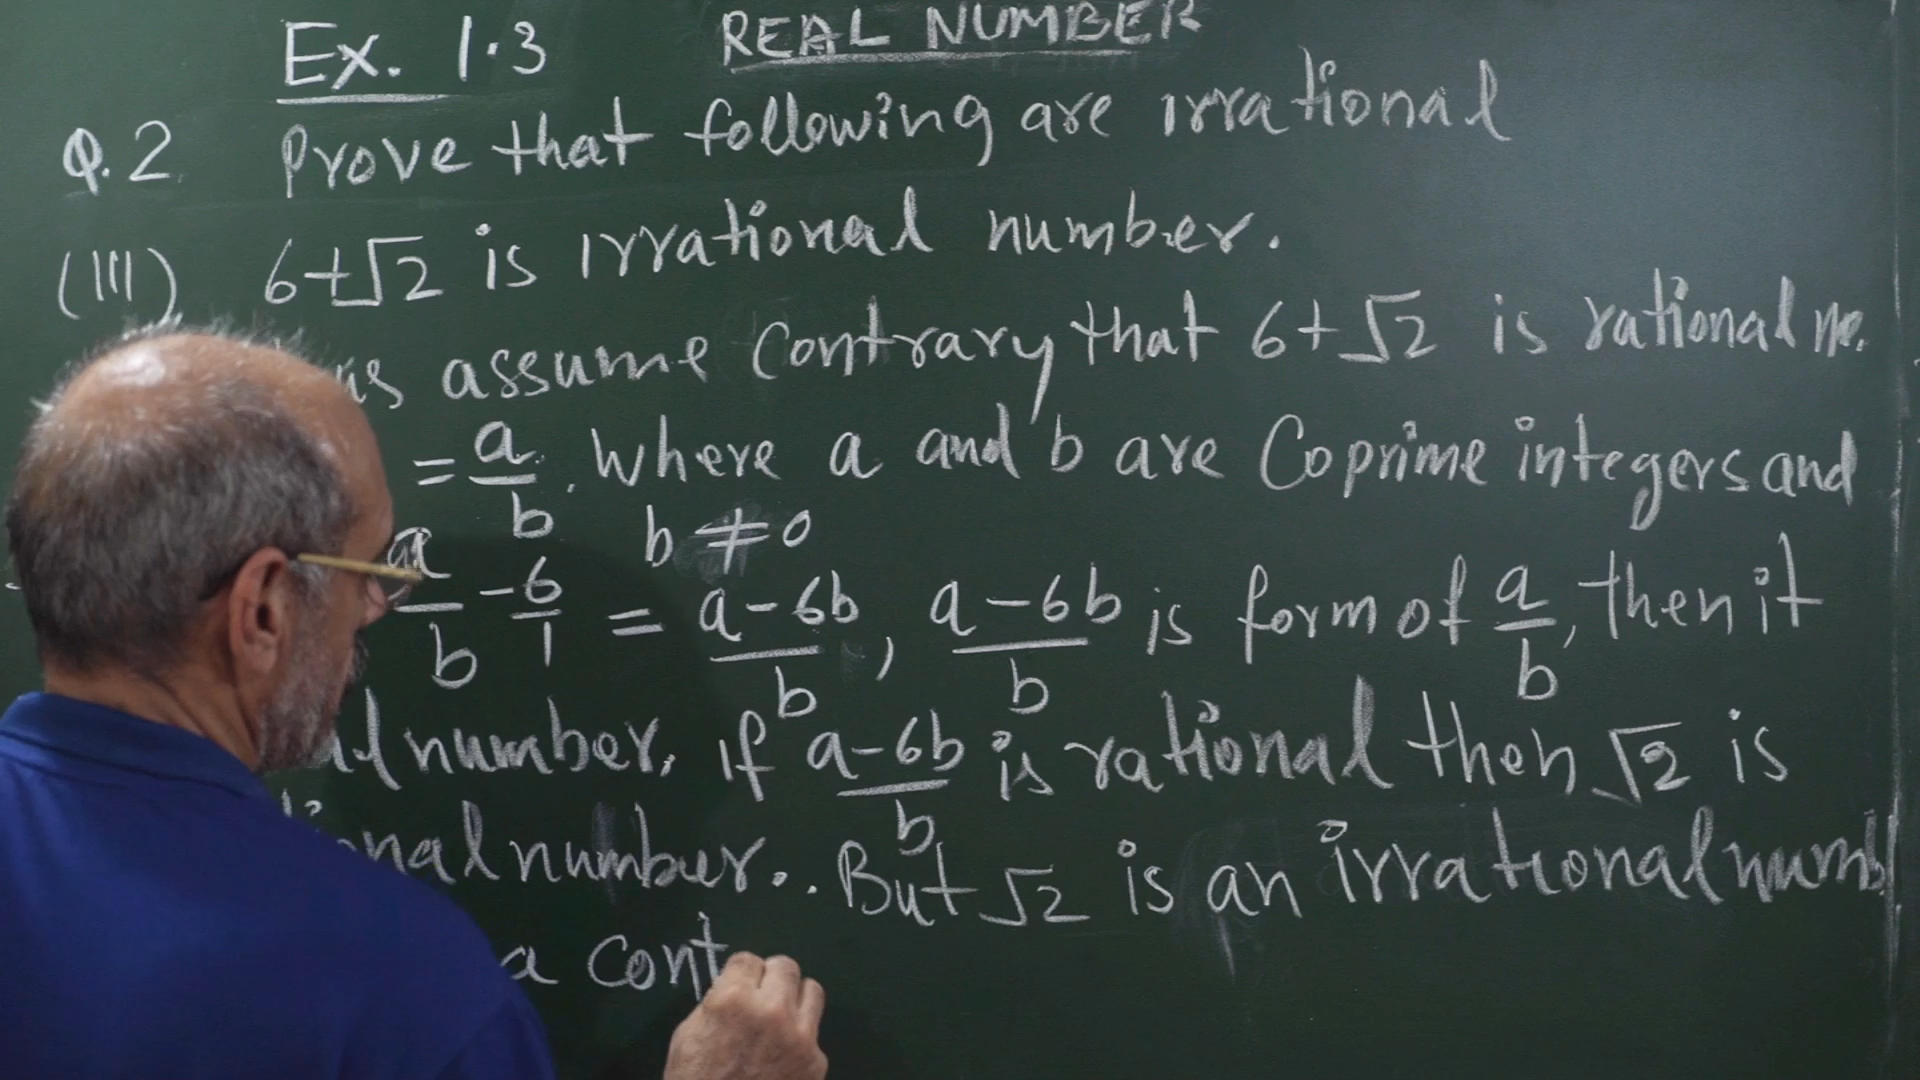 Ex. 1.3 REAL NUMBER
Q.2. Prove that following are irrational
(III) 6+√2 is irrational number.
us assume Contrary that 6+√2 is rational no.
= a/b. Where a and b are Coprime integers and
b ≠ 0
a/b - 6/1 = a-6b/b, a-6b/b is form of a/b, then it
number. If a-6b/b is rational then √2 is
number.. But √2 is an irrational numb
a cont